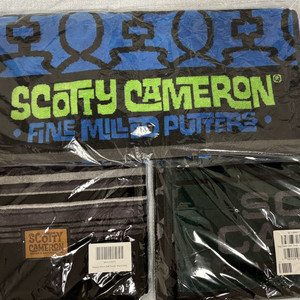 SCOTTY CAMERON®
· FINE MILLED PUTTERS ·
SCOTTY
CAMERON